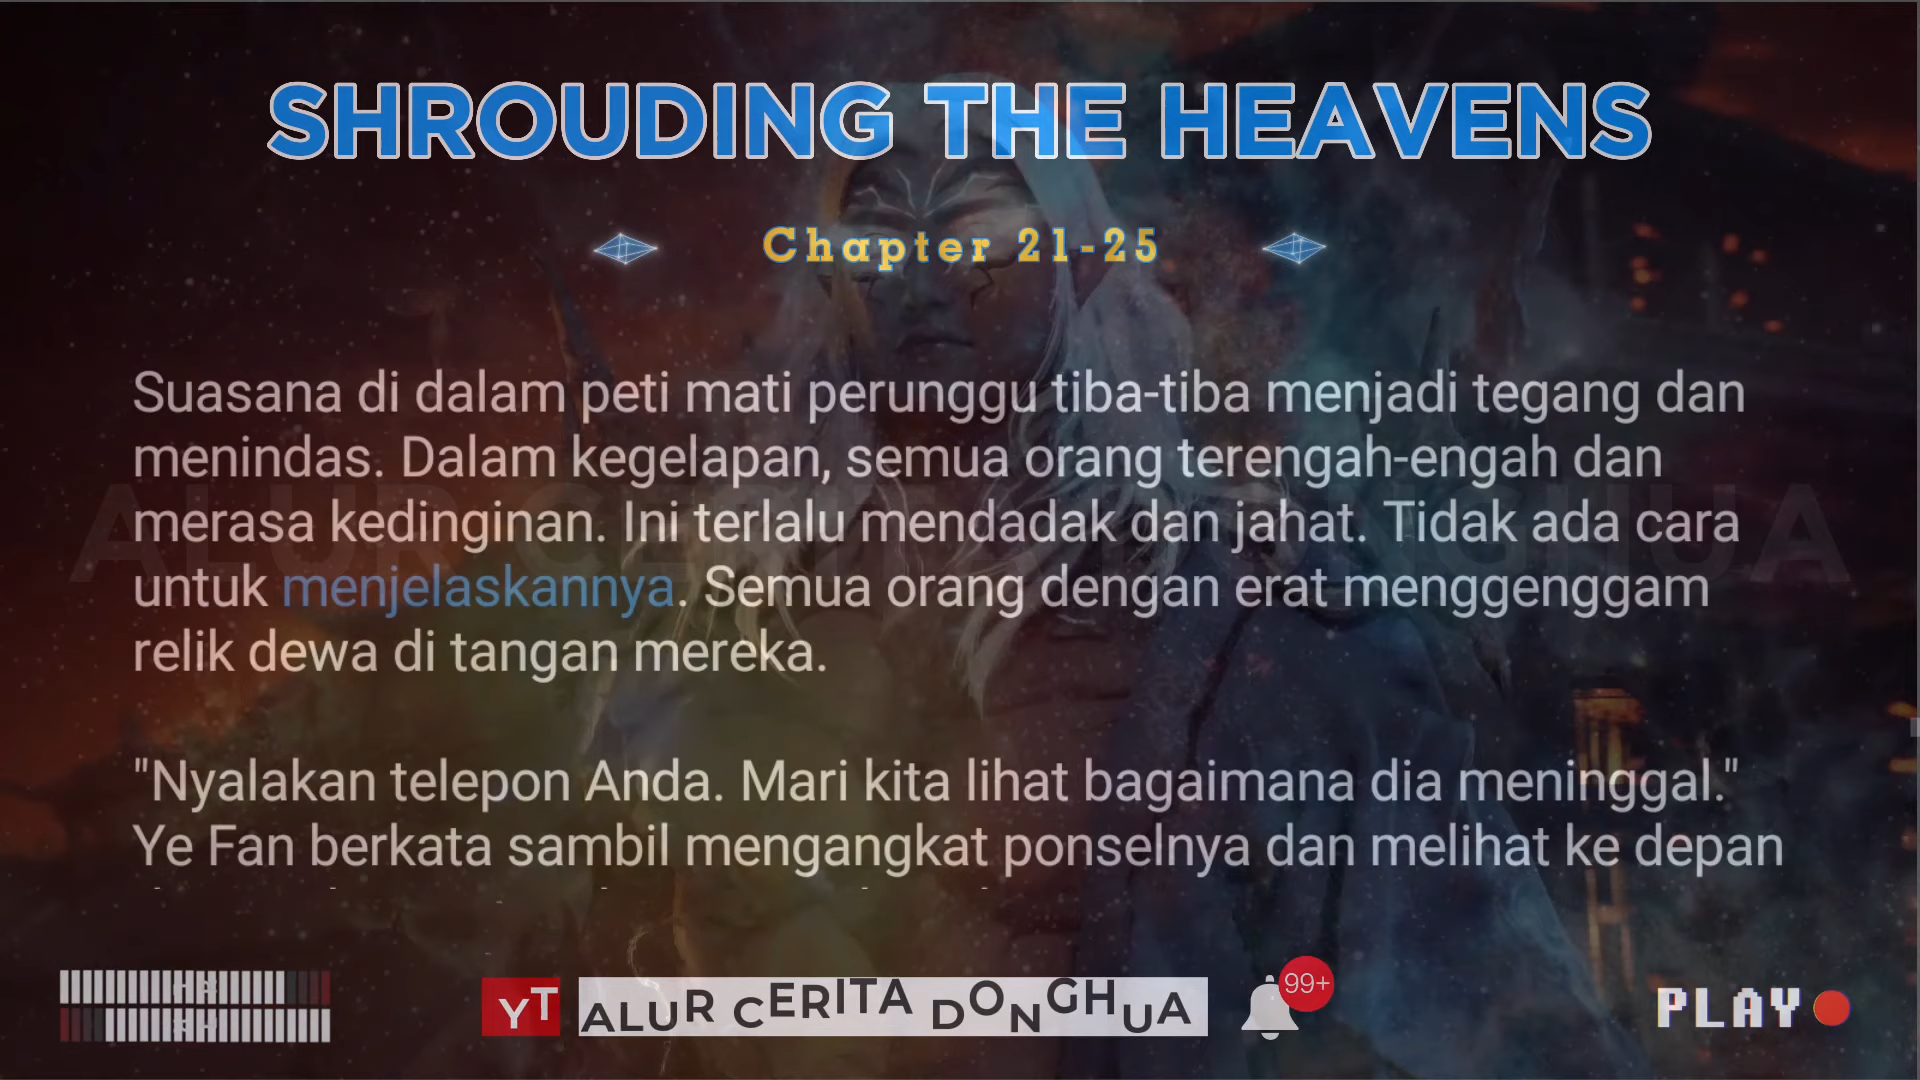 SHROUDING THE HEAVENS
Chapter 21-25
Suasana di dalam peti mati perunggu tiba-tiba menjadi tegang dan
menindas. Dalam kegelapan, semua orang terengah-engah dan
merasa kedinginan. Ini terlalu mendadak dan jahat. Tidak ada cara
untuk menjelaskannya. Semua orang dengan erat menggenggam
relik dewa di tangan mereka.
"Nyalakan telepon Anda. Mari kita lihat bagaimana dia meninggal."
Ye Fan berkata sambil mengangkat ponselnya dan melihat ke depan
ALUR CERITA DONGHUA
YT ALUR CERITA DONGHUA
99+
PLAY